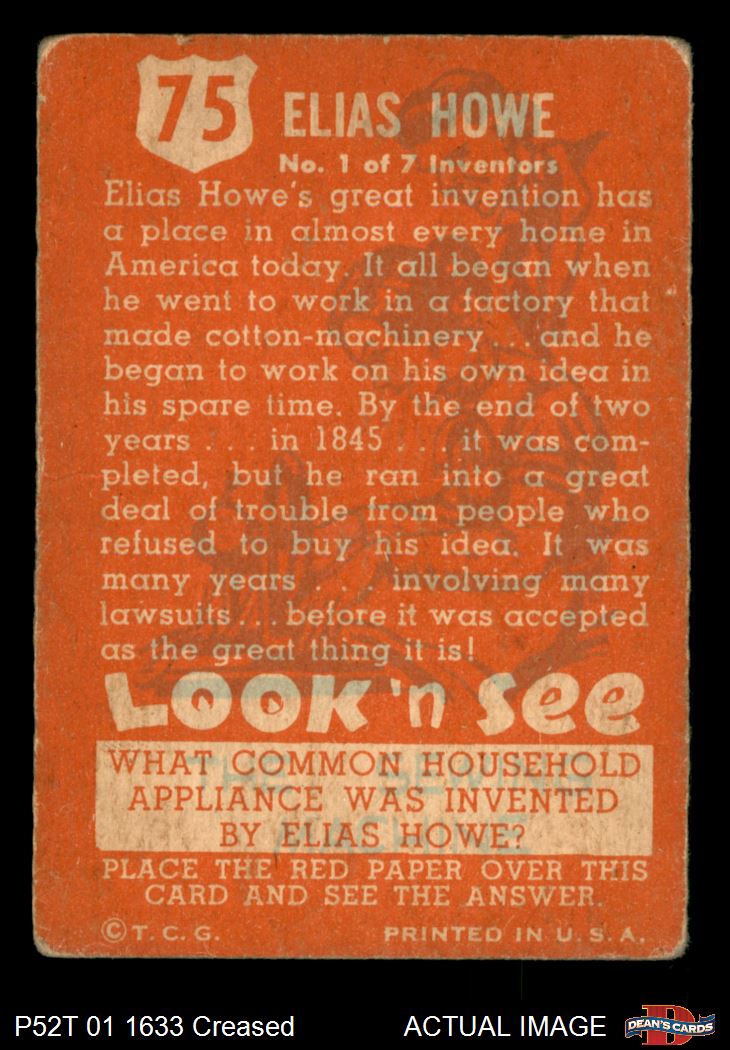 75
ELIAS HOWE
No. 1 of 7 Inventors
Elias Howe's great invention has
a place in almost every home in
America today. It all began when
he went to work in a factory that
made cotton-machinery...and he
began to work on his own idea in
his spare time. By the end of two
years ... in 1845 ... it was com-
pleted, but he ran into a great
deal of trouble from people who
refused to buy his idea. It was
many years ... involving many
lawsuits...before it was accepted
as the great thing it is!
LOOK 'n See
WHAT COMMON HOUSEHOLD
APPLIANCE WAS INVENTED
BY ELIAS HOWE?
THE SEWING
MACHINE
PLACE THE RED PAPER OVER THIS
CARD AND SEE THE ANSWER.
© T. C. G. PRINTED IN U. S. A.
P52T 01 1633 Creased ACTUAL IMAGE
D
DEAN'S CARDS